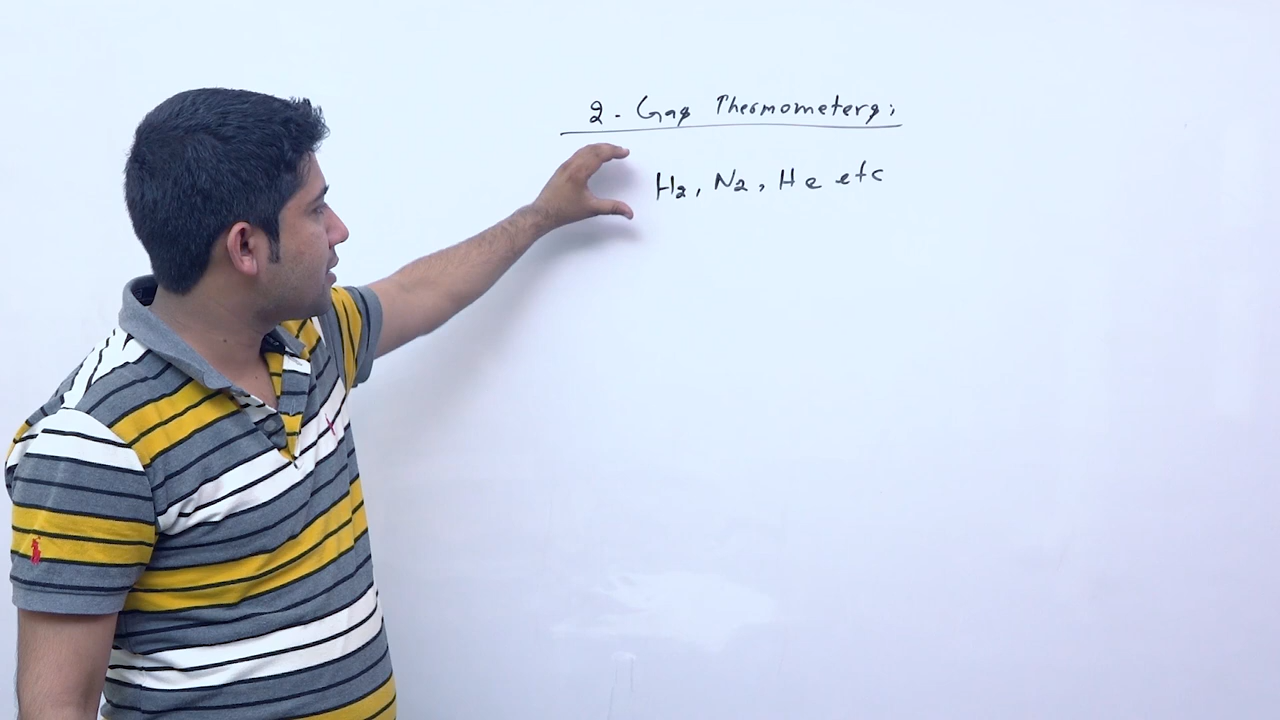 2. Gas Thermometers;
H2, N2, He etc